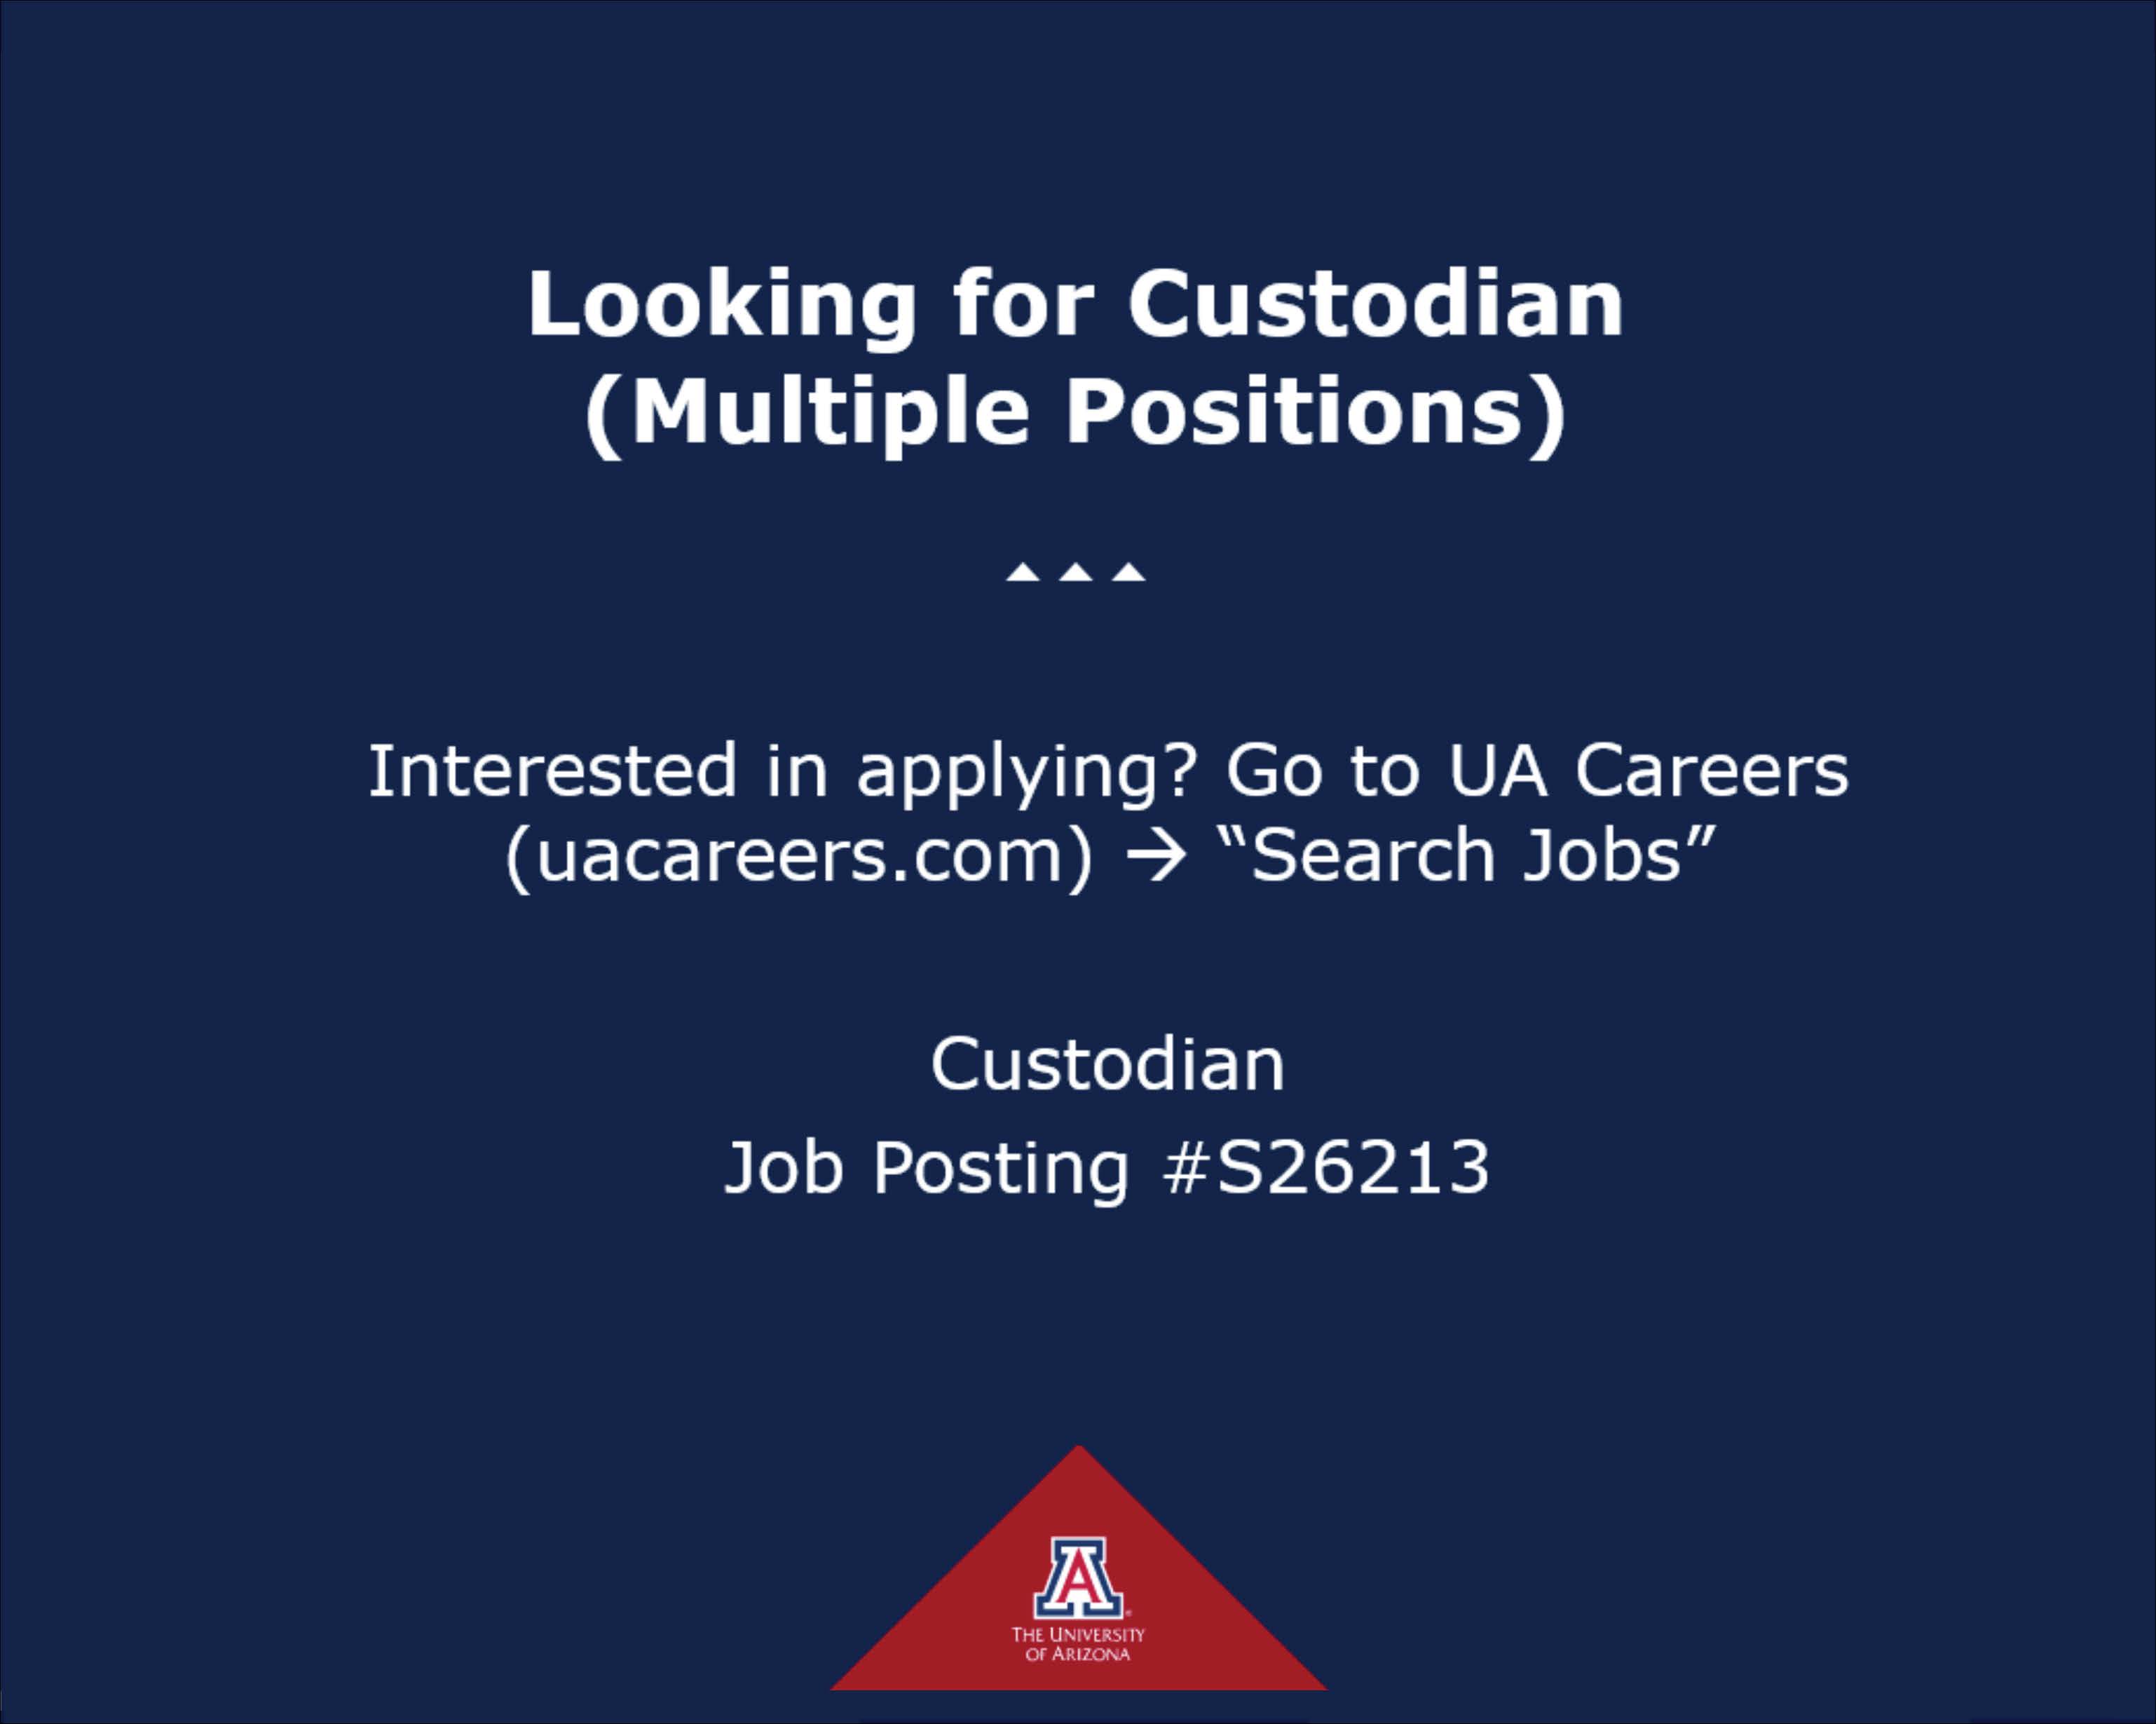 Looking for Custodian
(Multiple Positions)
Interested in applying? Go to UA Careers
(uacareers.com) → “Search Jobs”
Custodian
Job Posting #S26213
A
THE UNIVERSITY
OF ARIZONA